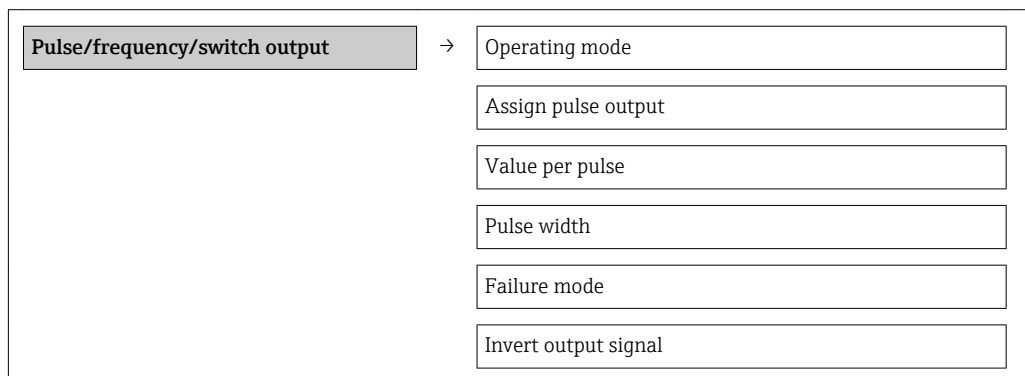 Pulse/frequency/switch output → Operating mode
Assign pulse output
Value per pulse
Pulse width
Failure mode
Invert output signal